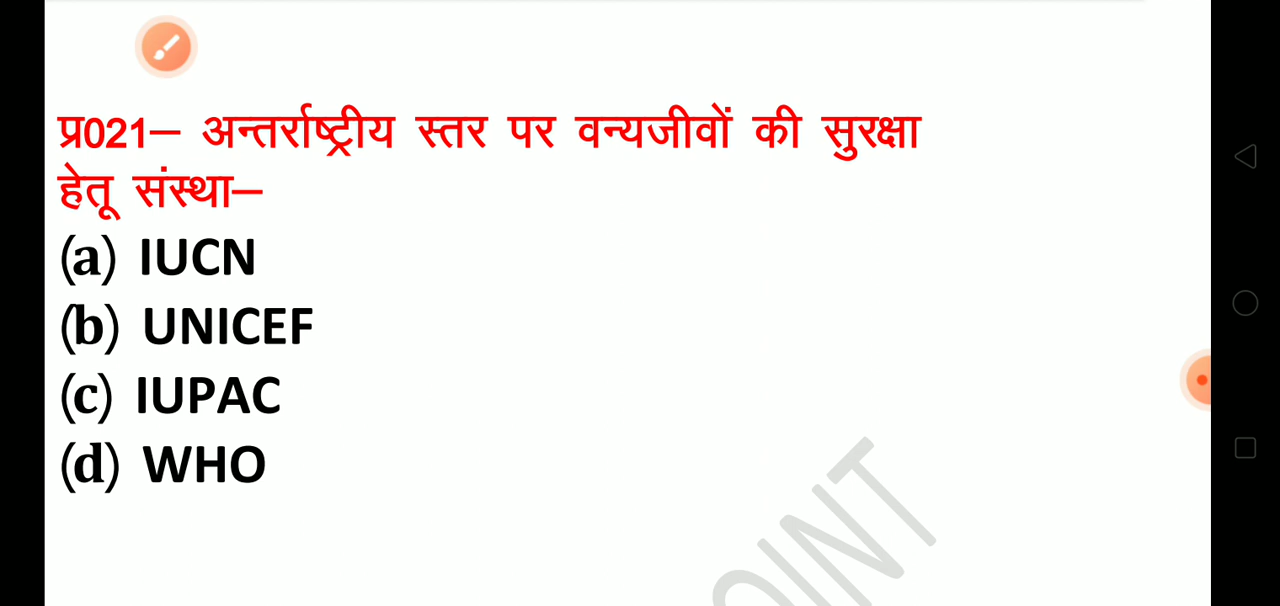 प्र021– अन्तर्राष्ट्रीय स्तर पर वन्यजीवों की सुरक्षा
हेतू संस्था–
(a) IUCN
(b) UNICEF
(c) IUPAC
(d) WHO